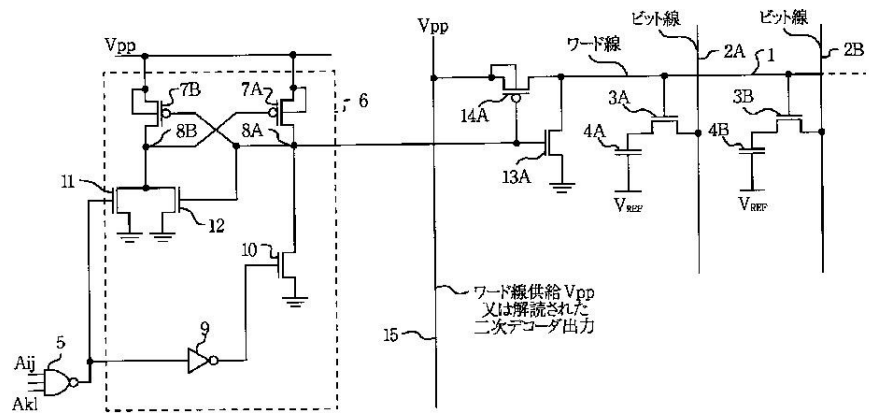 ビット線
ビット線
Vpp
Vpp
ワード線
2A
1
2B
7B
7A
6
14A
3A
3B
8B
8A
4A
4B
13A
11
12
VREF
VREF
10
ワード線供給Vpp
又は解読された
二次デコーダ出力
15
9
5
Aij
Akl